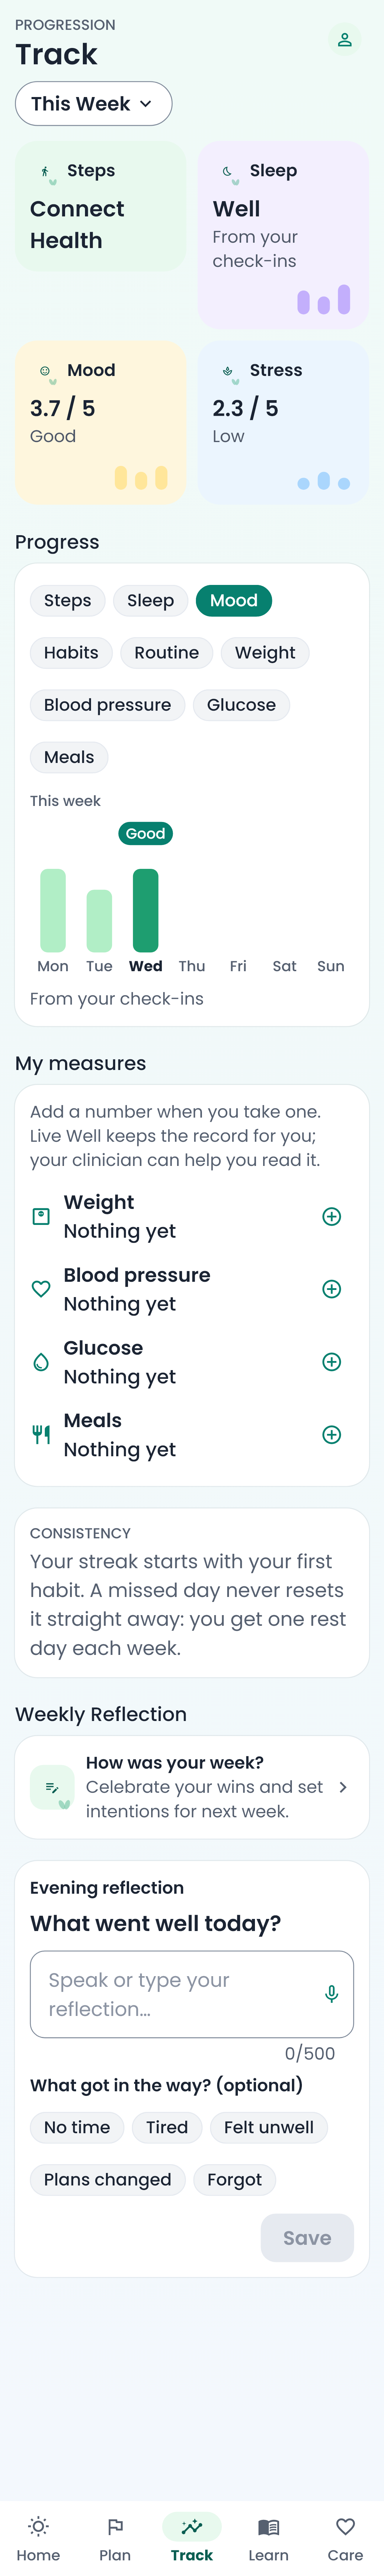 PROGRESSION
Track
This Week
Steps
Connect
Health
Sleep
Well
From your
check-ins
Mood
3.7 / 5
Good
Stress
2.3 / 5
Low
Progress
Steps
Sleep
Mood
Habits
Routine
Weight
Blood pressure
Glucose
Meals
This week
Good
Mon Tue Wed Thu Fri Sat Sun
From your check-ins
My measures
Add a number when you take one.
Live Well keeps the record for you;
your clinician can help you read it.
Weight
Nothing yet
Blood pressure
Nothing yet
Glucose
Nothing yet
Meals
Nothing yet
CONSISTENCY
Your streak starts with your first
habit. A missed day never resets
it straight away: you get one rest
day each week.
Weekly Reflection
How was your week?
Celebrate your wins and set
intentions for next week.
Evening reflection
What went well today?
Speak or type your
reflection...
0/500
What got in the way? (optional)
No time
Tired
Felt unwell
Plans changed
Forgot
Save
Home Plan Track Learn Care